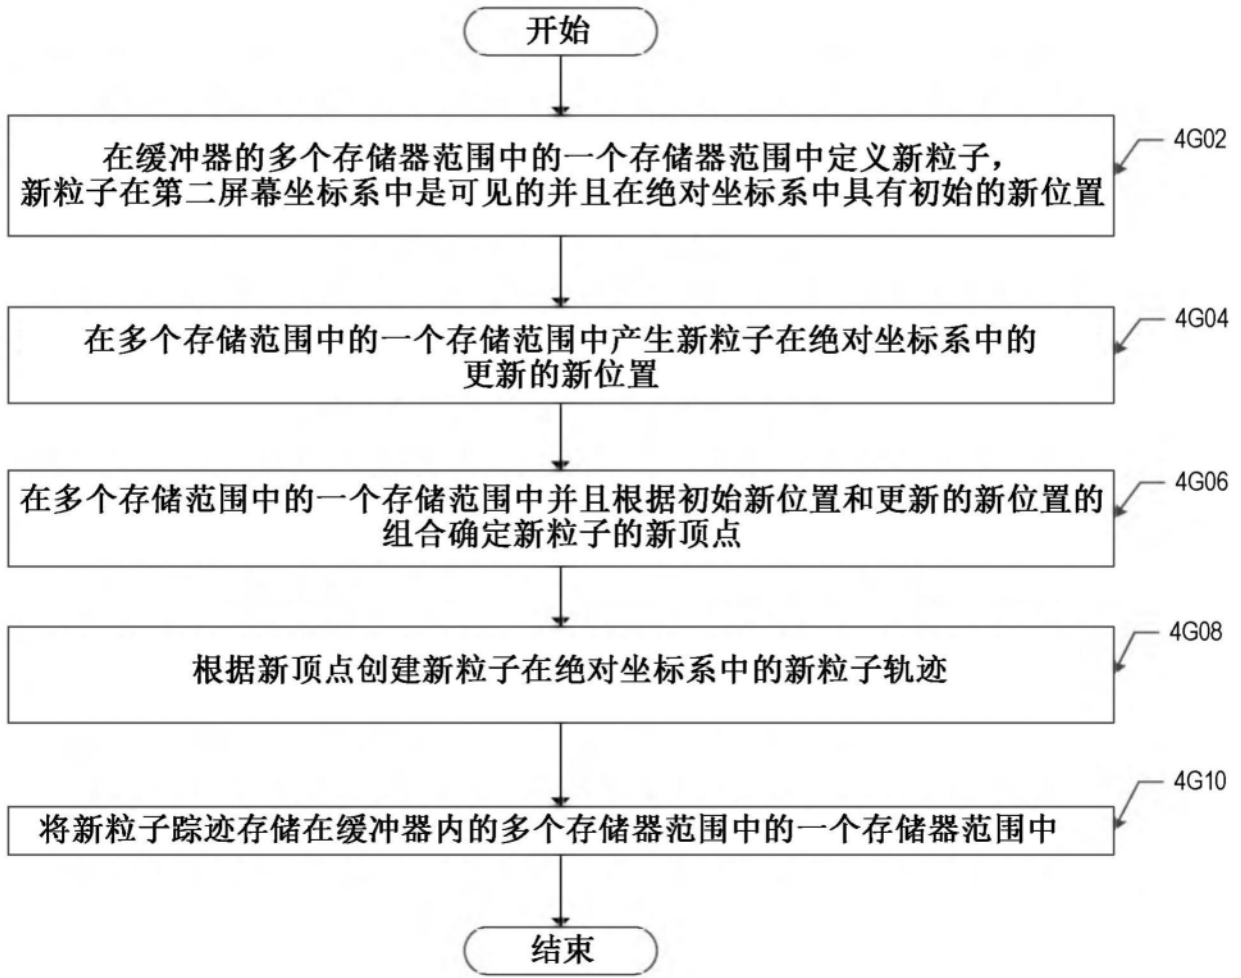 开始
在缓冲器的多个存储器范围中的一个存储器范围中定义新粒子，
新粒子在第二屏幕坐标系中是可见的并且在绝对坐标系中具有初始的新位置
4G02
在多个存储范围中的一个存储范围中产生新粒子在绝对坐标系中的
更新的新位置
4G04
在多个存储范围中的一个存储范围中并且根据初始新位置和更新的新位置的
组合确定新粒子的新顶点
4G06
根据新顶点创建新粒子在绝对坐标系中的新粒子轨迹
4G08
将新粒子踪迹存储在缓冲器内的多个存储器范围中的一个存储器范围中
4G10
结束